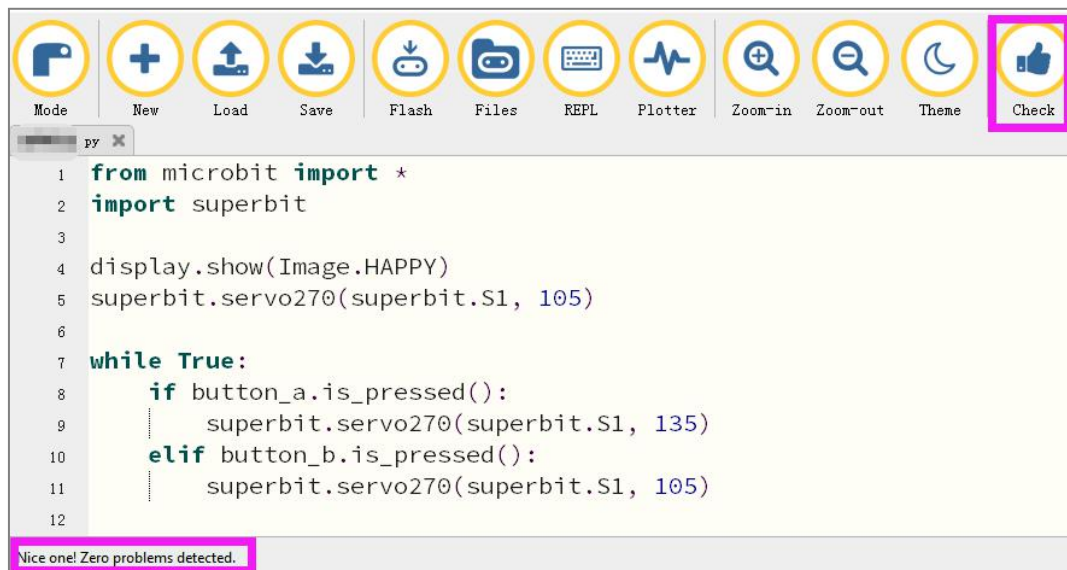 Mode New Load Save Flash Files REPL Plotter Zoom-in Zoom-out Theme Check
py
1 from microbit import *
2 import superbit
3
4 display.show(Image.HAPPY)
5 superbit.servo270(superbit.S1, 105)
6
7 while True:
8     if button_a.is_pressed():
9         superbit.servo270(superbit.S1, 135)
10     elif button_b.is_pressed():
11         superbit.servo270(superbit.S1, 105)
12
Nice one! Zero problems detected.